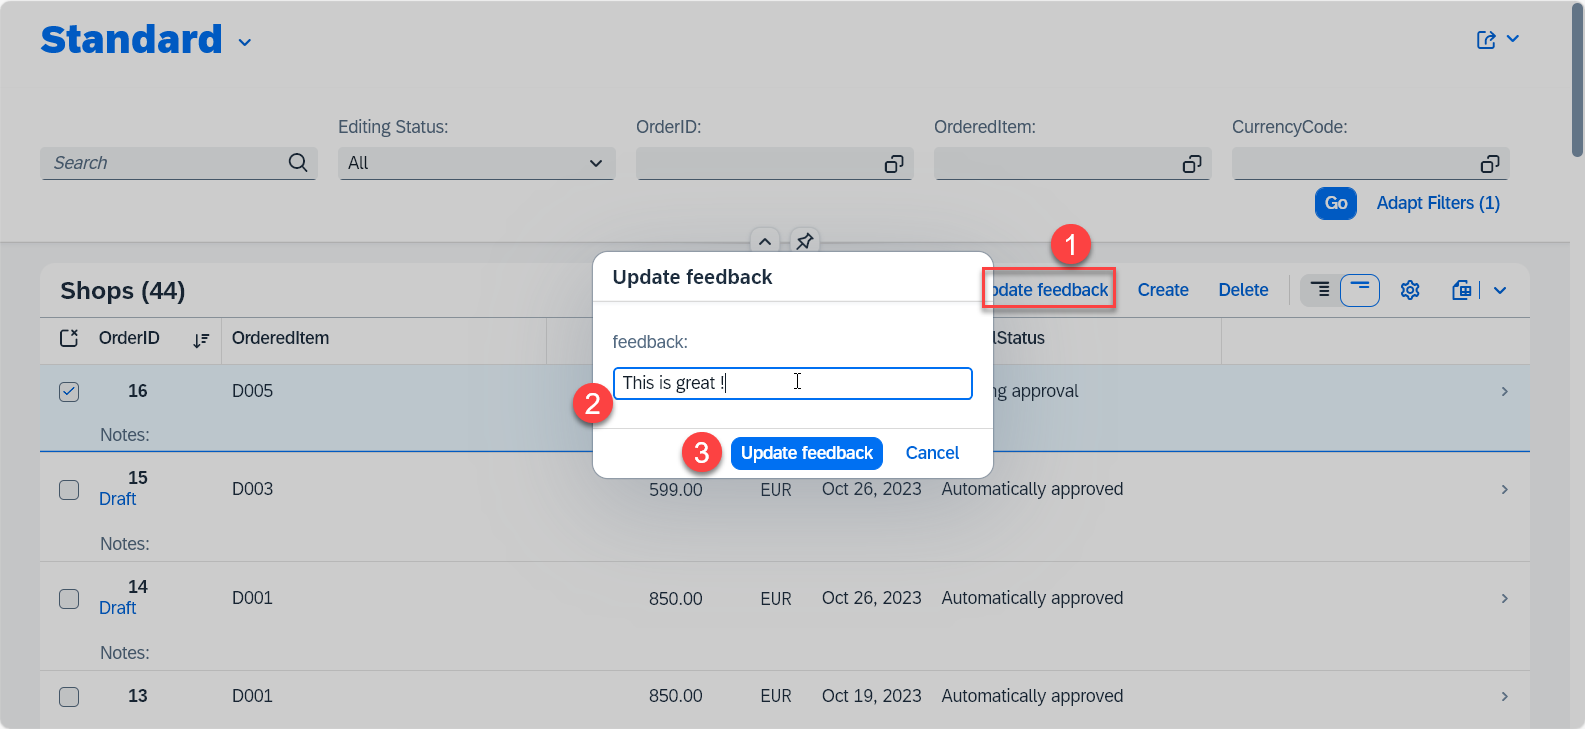 Standard
Editing Status:
OrderID:
OrderedItem:
CurrencyCode:
Search
All
Go
Adapt Filters (1)
1
Update feedback
Shops (44)
pdate feedback
Create
Delete
OrderID
OrderedItem
lStatus
feedback:
16
D005
This is great !
g approval
2
Notes:
3
Update feedback
Cancel
15
Draft
D003
599.00
EUR
Oct 26, 2023
Automatically approved
Notes:
14
Draft
D001
850.00
EUR
Oct 26, 2023
Automatically approved
Notes:
13
D001
850.00
EUR
Oct 19, 2023
Automatically approved